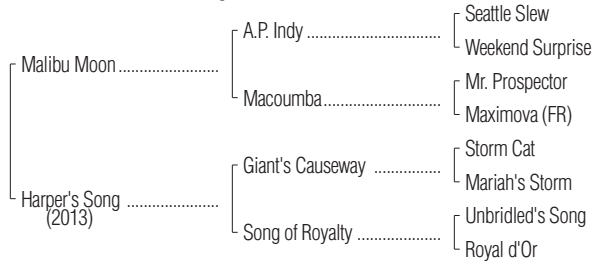 Seattle Slew
A.P. Indy
Weekend Surprise
Malibu Moon
Mr. Prospector
Macoumba
Maximova (FR)
Storm Cat
Giant's Causeway
Mariah's Storm
Harper's Song
(2013)
Unbridled's Song
Song of Royalty
Royal d'Or